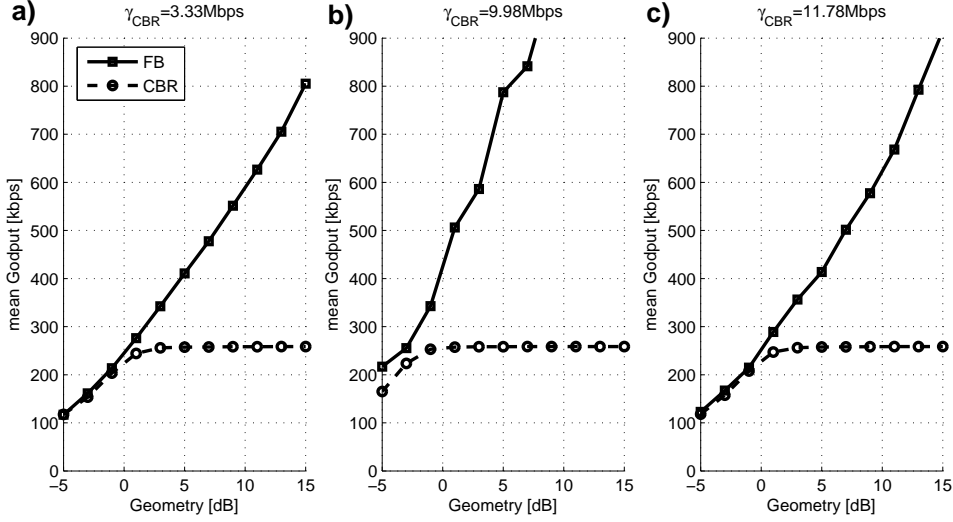 a)
γCBR=3.33Mbps
900
800
700
600
500
400
300
200
100
0
mean Godput [kbps]
FB
CBR
−5 0 5 10 15
Geometry [dB]
b)
γCBR=9.98Mbps
900
800
700
600
500
400
300
200
100
0
mean Godput [kbps]
−5 0 5 10 15
Geometry [dB]
c)
γCBR=11.78Mbps
900
800
700
600
500
400
300
200
100
0
mean Godput [kbps]
−5 0 5 10 15
Geometry [dB]